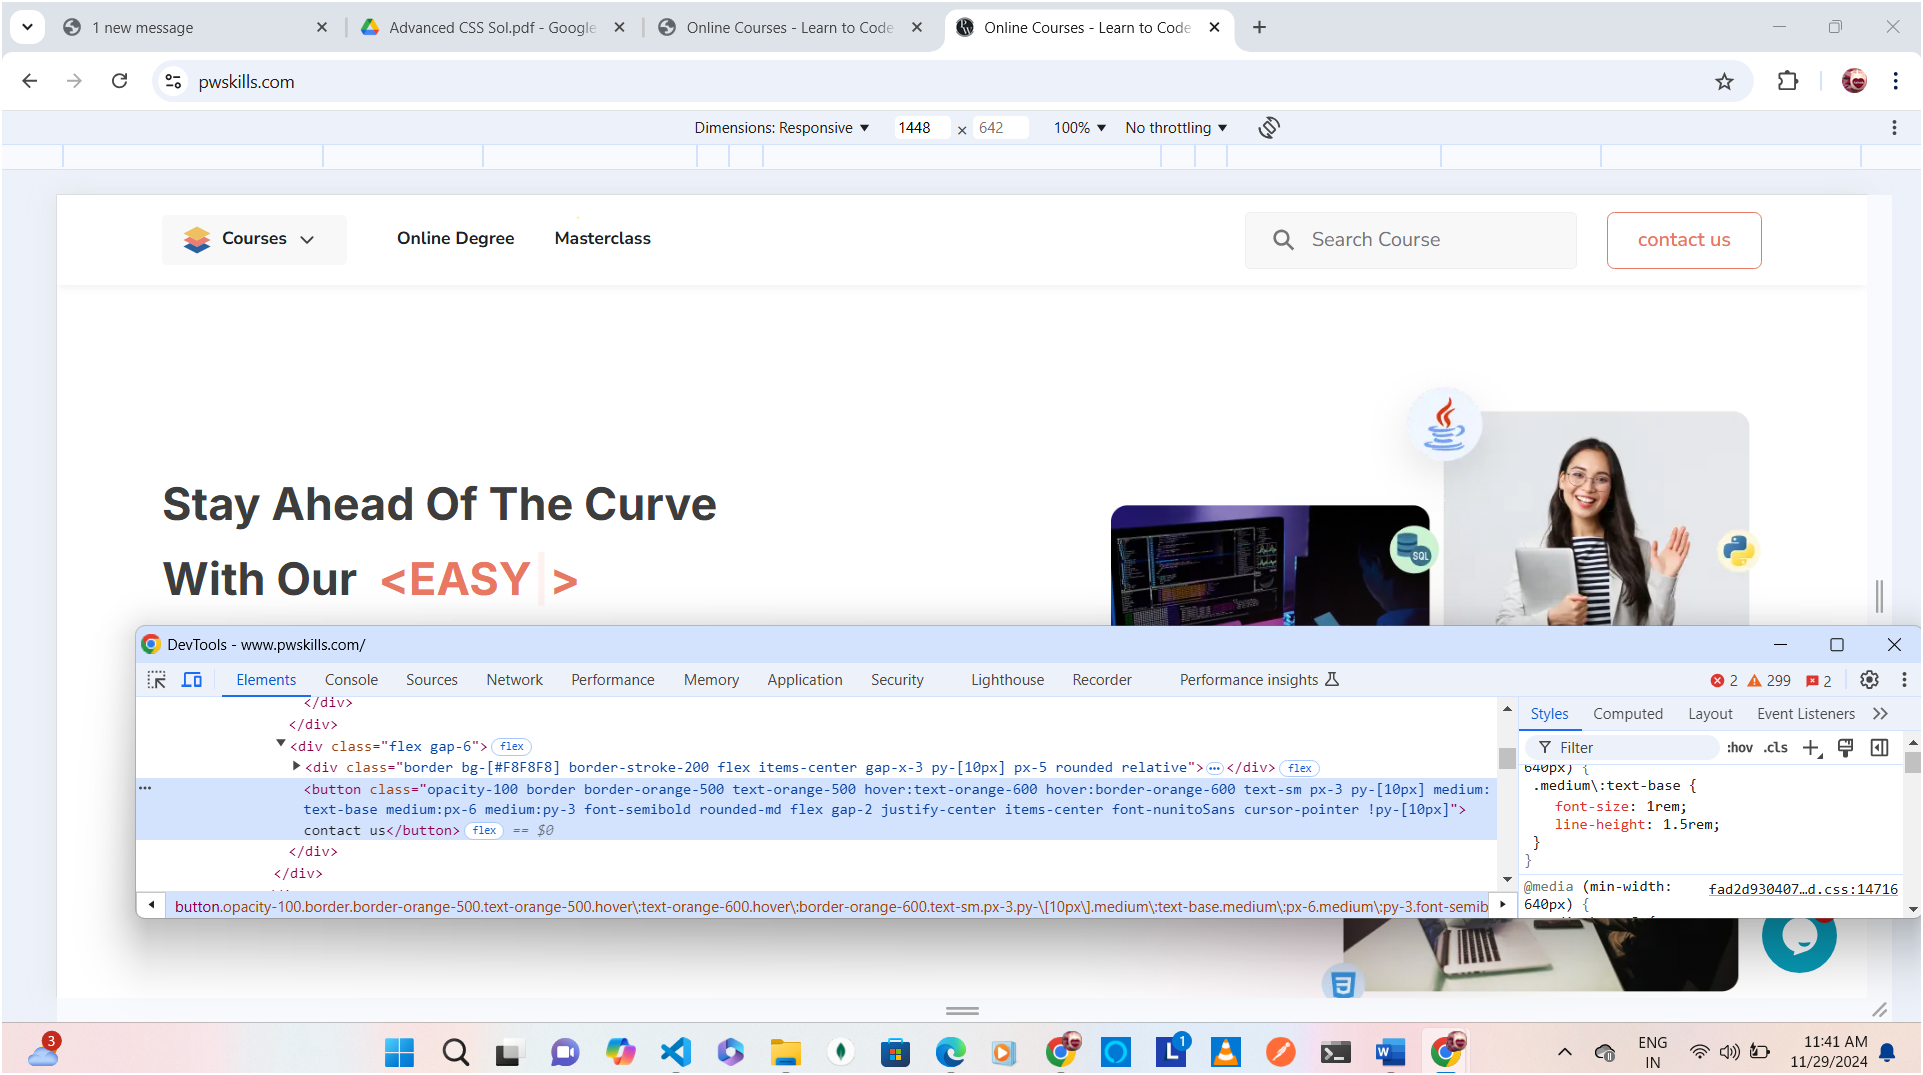 1 new message
Advanced CSS Sol.pdf - Google
Online Courses - Learn to Code
Online Courses - Learn to Code
pwskills.com
Dimensions: Responsive
1448 × 642
100%
No throttling
Courses
Online Degree
Masterclass
Search Course
contact us
Stay Ahead Of The Curve
With Our <EASY >
SQL
DevTools - www.pwskills.com/
Elements
Console
Sources
Network
Performance
Memory
Application
Security
Lighthouse
Recorder
Performance insights
2
299
2
</div>
</div>
<div class="flex gap-6"> flex
<div class="border bg-[#F8F8F8] border-stroke-200 flex items-center gap-x-3 py-[10px] px-5 rounded relative"> ⋯ </div> flex
<button class="opacity-100 border border-orange-500 text-orange-500 hover:text-orange-600 hover:border-orange-600 text-sm px-3 py-[10px] medium:
text-base medium:px-6 medium:py-3 font-semibold rounded-md flex gap-2 justify-center items-center font-nunitoSans cursor-pointer !py-[10px]">
contact us</button> flex == $0
</div>
</div>
button.opacity-100.border.border-orange-500.text-orange-500.hover\:text-orange-600.hover\:border-orange-600.text-sm.px-3.py-\[10px\].medium\:text-base.medium\:px-6.medium\:py-3.font-semib
Styles
Computed
Layout
Event Listeners
Filter
:hov
.cls
640px) {
.medium\:text-base {
font-size: 1rem;
line-height: 1.5rem;
}
}
@media (min-width: fad2d930407…d.css:14716
640px) {
3
1
ENG
IN
11:41 AM
11/29/2024